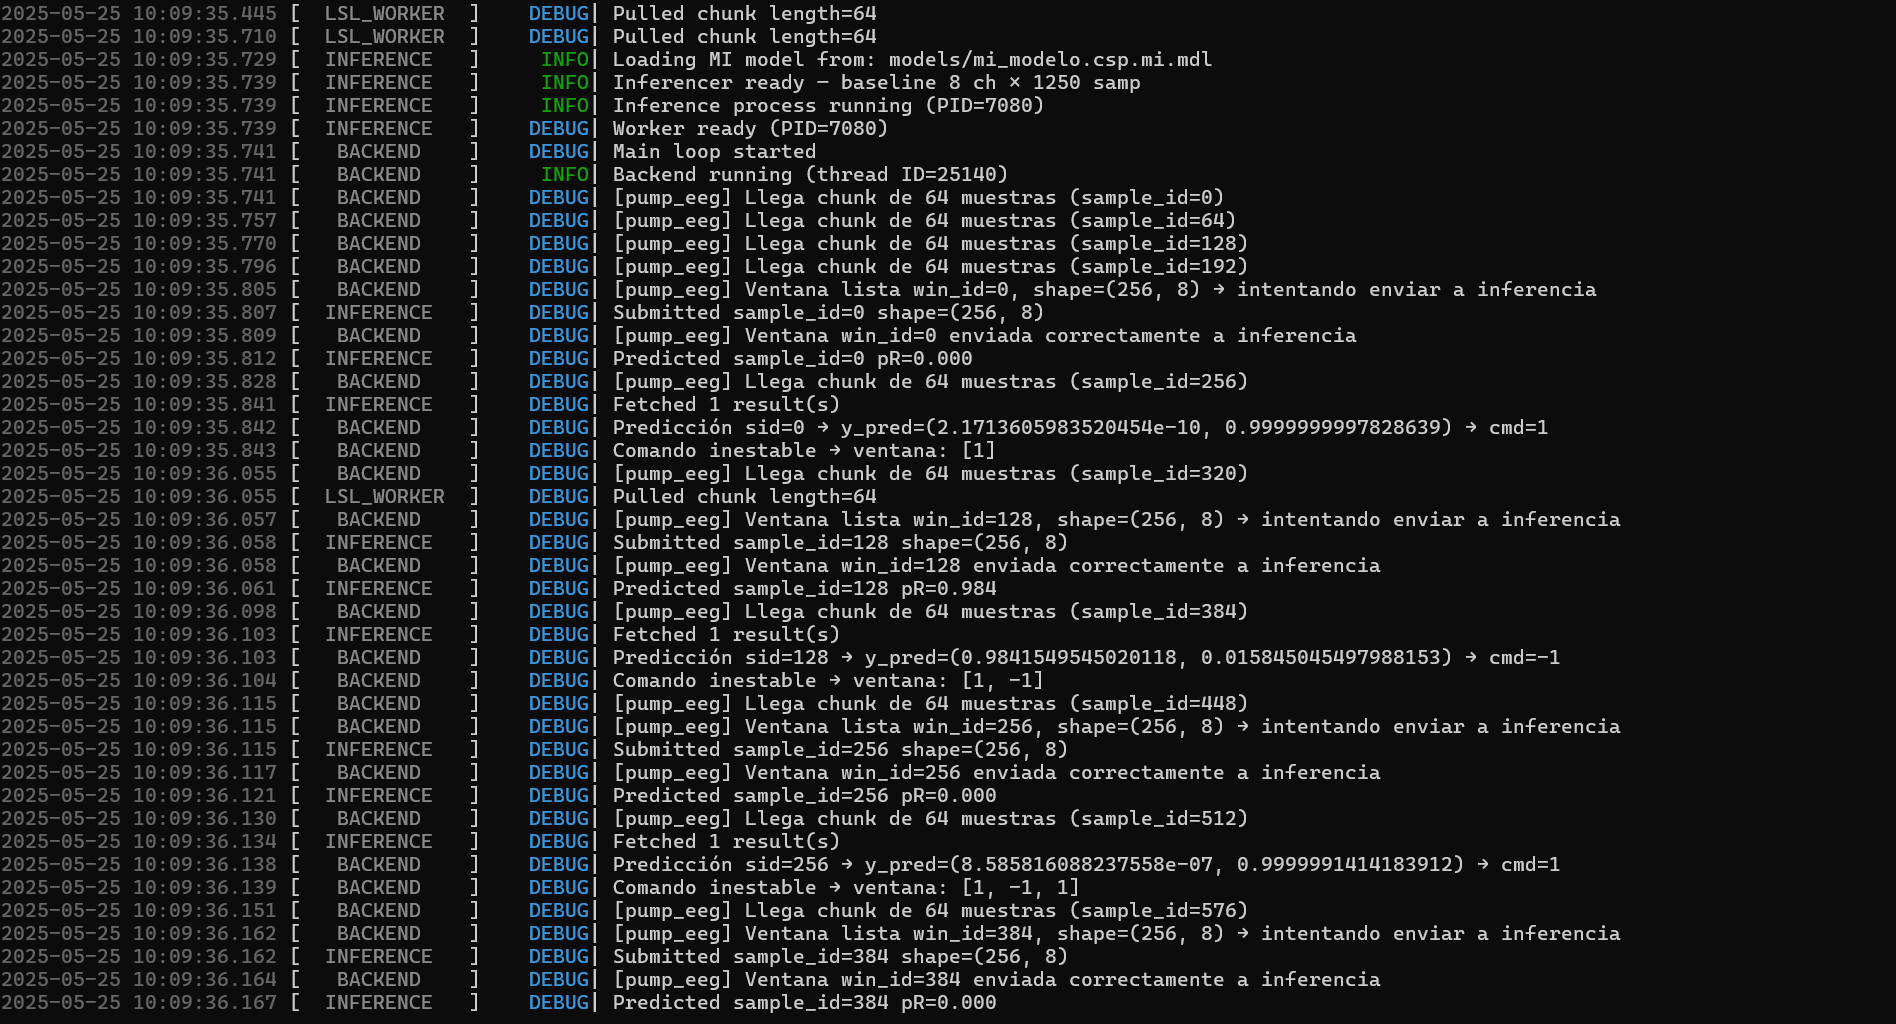 2025-05-25 10:09:35.445 [  LSL_WORKER  ]    DEBUG| Pulled chunk length=64
2025-05-25 10:09:35.710 [  LSL_WORKER  ]    DEBUG| Pulled chunk length=64
2025-05-25 10:09:35.729 [  INFERENCE   ]     INFO| Loading MI model from: models/mi_modelo.csp.mi.mdl
2025-05-25 10:09:35.739 [  INFERENCE   ]     INFO| Inferencer ready — baseline 8 ch × 1250 samp
2025-05-25 10:09:35.739 [  INFERENCE   ]     INFO| Inference process running (PID=7080)
2025-05-25 10:09:35.739 [  INFERENCE   ]    DEBUG| Worker ready (PID=7080)
2025-05-25 10:09:35.741 [   BACKEND    ]    DEBUG| Main loop started
2025-05-25 10:09:35.741 [   BACKEND    ]     INFO| Backend running (thread ID=25140)
2025-05-25 10:09:35.741 [   BACKEND    ]    DEBUG| [pump_eeg] Llega chunk de 64 muestras (sample_id=0)
2025-05-25 10:09:35.757 [   BACKEND    ]    DEBUG| [pump_eeg] Llega chunk de 64 muestras (sample_id=64)
2025-05-25 10:09:35.770 [   BACKEND    ]    DEBUG| [pump_eeg] Llega chunk de 64 muestras (sample_id=128)
2025-05-25 10:09:35.796 [   BACKEND    ]    DEBUG| [pump_eeg] Llega chunk de 64 muestras (sample_id=192)
2025-05-25 10:09:35.805 [   BACKEND    ]    DEBUG| [pump_eeg] Ventana lista win_id=0, shape=(256, 8) → intentando enviar a inferencia
2025-05-25 10:09:35.807 [  INFERENCE   ]    DEBUG| Submitted sample_id=0 shape=(256, 8)
2025-05-25 10:09:35.809 [   BACKEND    ]    DEBUG| [pump_eeg] Ventana win_id=0 enviada correctamente a inferencia
2025-05-25 10:09:35.812 [  INFERENCE   ]    DEBUG| Predicted sample_id=0 pR=0.000
2025-05-25 10:09:35.828 [   BACKEND    ]    DEBUG| [pump_eeg] Llega chunk de 64 muestras (sample_id=256)
2025-05-25 10:09:35.841 [  INFERENCE   ]    DEBUG| Fetched 1 result(s)
2025-05-25 10:09:35.842 [   BACKEND    ]    DEBUG| Predicción sid=0 → y_pred=(2.1713605983520454e-10, 0.9999999997828639) → cmd=1
2025-05-25 10:09:35.843 [   BACKEND    ]    DEBUG| Comando inestable → ventana: [1]
2025-05-25 10:09:36.055 [   BACKEND    ]    DEBUG| [pump_eeg] Llega chunk de 64 muestras (sample_id=320)
2025-05-25 10:09:36.055 [  LSL_WORKER  ]    DEBUG| Pulled chunk length=64
2025-05-25 10:09:36.057 [   BACKEND    ]    DEBUG| [pump_eeg] Ventana lista win_id=128, shape=(256, 8) → intentando enviar a inferencia
2025-05-25 10:09:36.058 [  INFERENCE   ]    DEBUG| Submitted sample_id=128 shape=(256, 8)
2025-05-25 10:09:36.058 [   BACKEND    ]    DEBUG| [pump_eeg] Ventana win_id=128 enviada correctamente a inferencia
2025-05-25 10:09:36.061 [  INFERENCE   ]    DEBUG| Predicted sample_id=128 pR=0.984
2025-05-25 10:09:36.098 [   BACKEND    ]    DEBUG| [pump_eeg] Llega chunk de 64 muestras (sample_id=384)
2025-05-25 10:09:36.103 [  INFERENCE   ]    DEBUG| Fetched 1 result(s)
2025-05-25 10:09:36.103 [   BACKEND    ]    DEBUG| Predicción sid=128 → y_pred=(0.9841549545020118, 0.015845045497988153) → cmd=-1
2025-05-25 10:09:36.104 [   BACKEND    ]    DEBUG| Comando inestable → ventana: [1, -1]
2025-05-25 10:09:36.115 [   BACKEND    ]    DEBUG| [pump_eeg] Llega chunk de 64 muestras (sample_id=448)
2025-05-25 10:09:36.115 [   BACKEND    ]    DEBUG| [pump_eeg] Ventana lista win_id=256, shape=(256, 8) → intentando enviar a inferencia
2025-05-25 10:09:36.115 [  INFERENCE   ]    DEBUG| Submitted sample_id=256 shape=(256, 8)
2025-05-25 10:09:36.117 [   BACKEND    ]    DEBUG| [pump_eeg] Ventana win_id=256 enviada correctamente a inferencia
2025-05-25 10:09:36.121 [  INFERENCE   ]    DEBUG| Predicted sample_id=256 pR=0.000
2025-05-25 10:09:36.130 [   BACKEND    ]    DEBUG| [pump_eeg] Llega chunk de 64 muestras (sample_id=512)
2025-05-25 10:09:36.134 [  INFERENCE   ]    DEBUG| Fetched 1 result(s)
2025-05-25 10:09:36.138 [   BACKEND    ]    DEBUG| Predicción sid=256 → y_pred=(8.585816088237558e-07, 0.9999991414183912) → cmd=1
2025-05-25 10:09:36.139 [   BACKEND    ]    DEBUG| Comando inestable → ventana: [1, -1, 1]
2025-05-25 10:09:36.151 [   BACKEND    ]    DEBUG| [pump_eeg] Llega chunk de 64 muestras (sample_id=576)
2025-05-25 10:09:36.162 [   BACKEND    ]    DEBUG| [pump_eeg] Ventana lista win_id=384, shape=(256, 8) → intentando enviar a inferencia
2025-05-25 10:09:36.162 [  INFERENCE   ]    DEBUG| Submitted sample_id=384 shape=(256, 8)
2025-05-25 10:09:36.164 [   BACKEND    ]    DEBUG| [pump_eeg] Ventana win_id=384 enviada correctamente a inferencia
2025-05-25 10:09:36.167 [  INFERENCE   ]    DEBUG| Predicted sample_id=384 pR=0.000